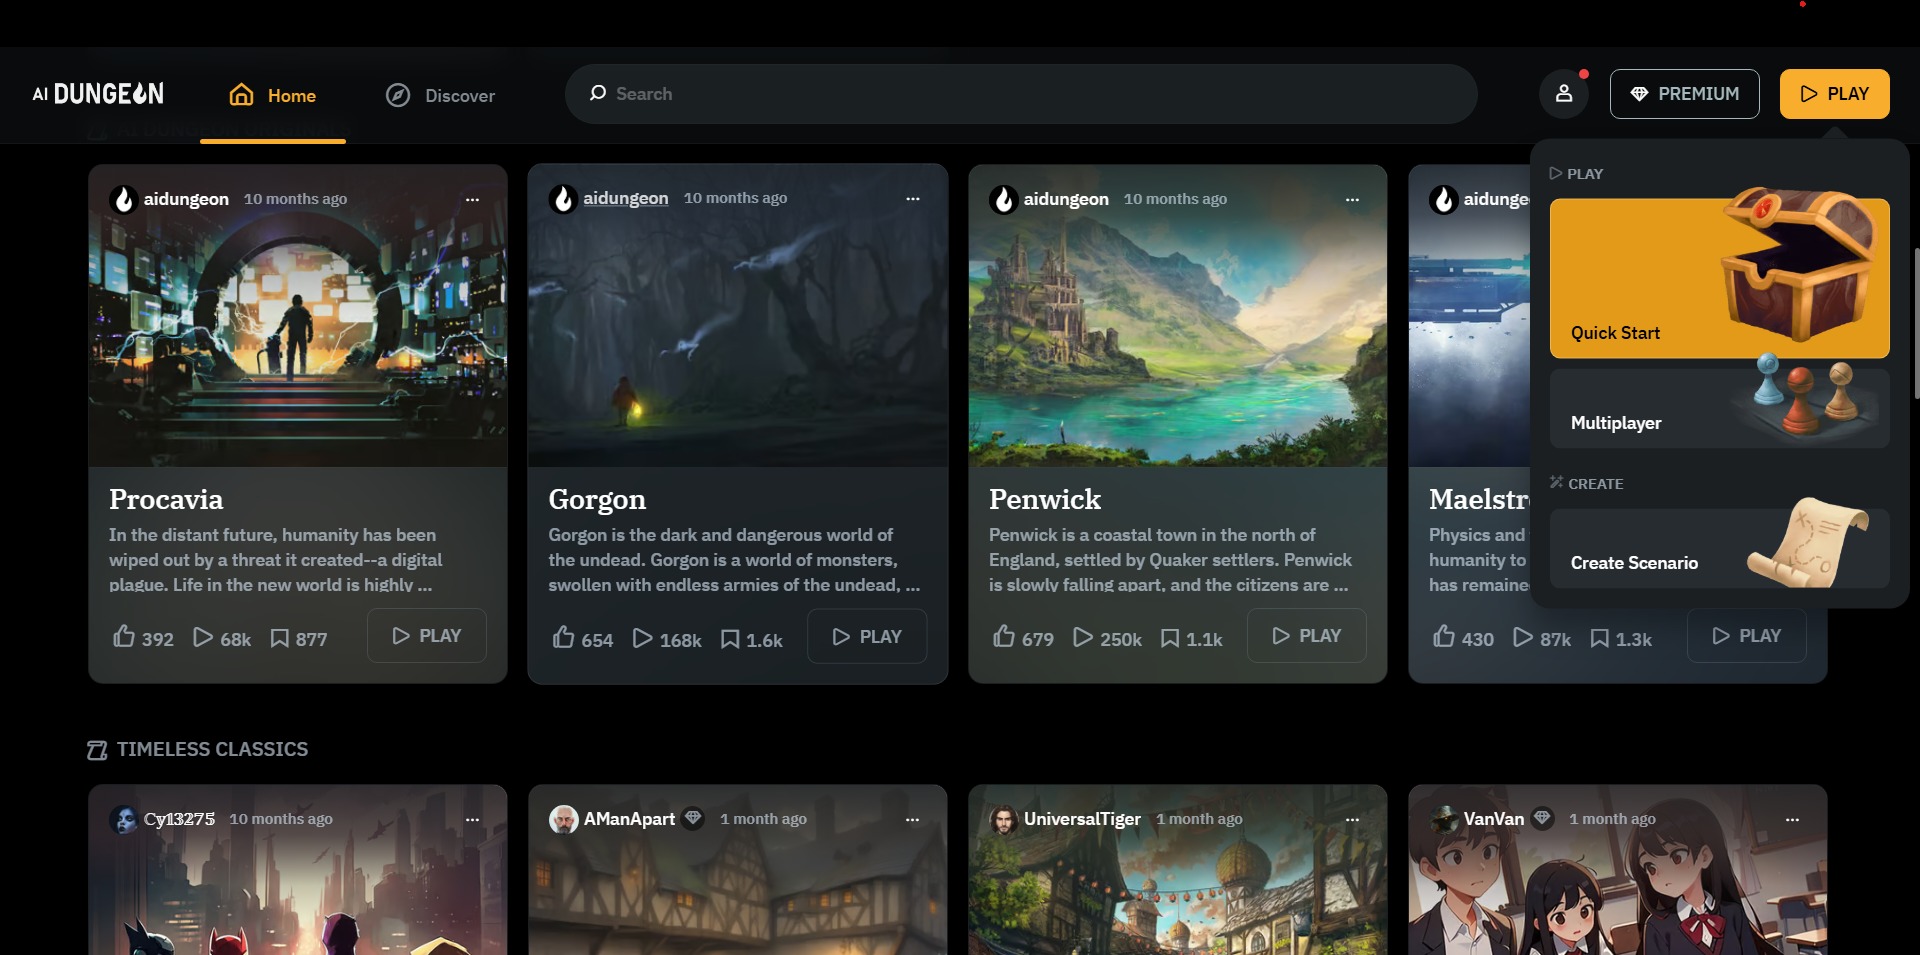 AI DUNGEON
Home
Discover
Search
PREMIUM
PLAY
AI DUNGEON ORIGINALS
PLAY
Quick Start
Multiplayer
CREATE
Create Scenario
aidungeon 10 months ago
Procavia
In the distant future, humanity has been
wiped out by a threat it created--a digital
plague. Life in the new world is highly ...
392 68k 877 PLAY
aidungeon 10 months ago
Gorgon
Gorgon is the dark and dangerous world of
the undead. Gorgon is a world of monsters,
swollen with endless armies of the undead, ...
654 168k 1.6k PLAY
aidungeon 10 months ago
Penwick
Penwick is a coastal town in the north of
England, settled by Quaker settlers. Penwick
is slowly falling apart, and the citizens are ...
679 250k 1.1k PLAY
aidunge
Maelstr
Physics and
humanity to
has remaine
430 87k 1.3k PLAY
TIMELESS CLASSICS
10 months ago
AManApart 1 month ago
UniversalTiger 1 month ago
VanVan 1 month ago